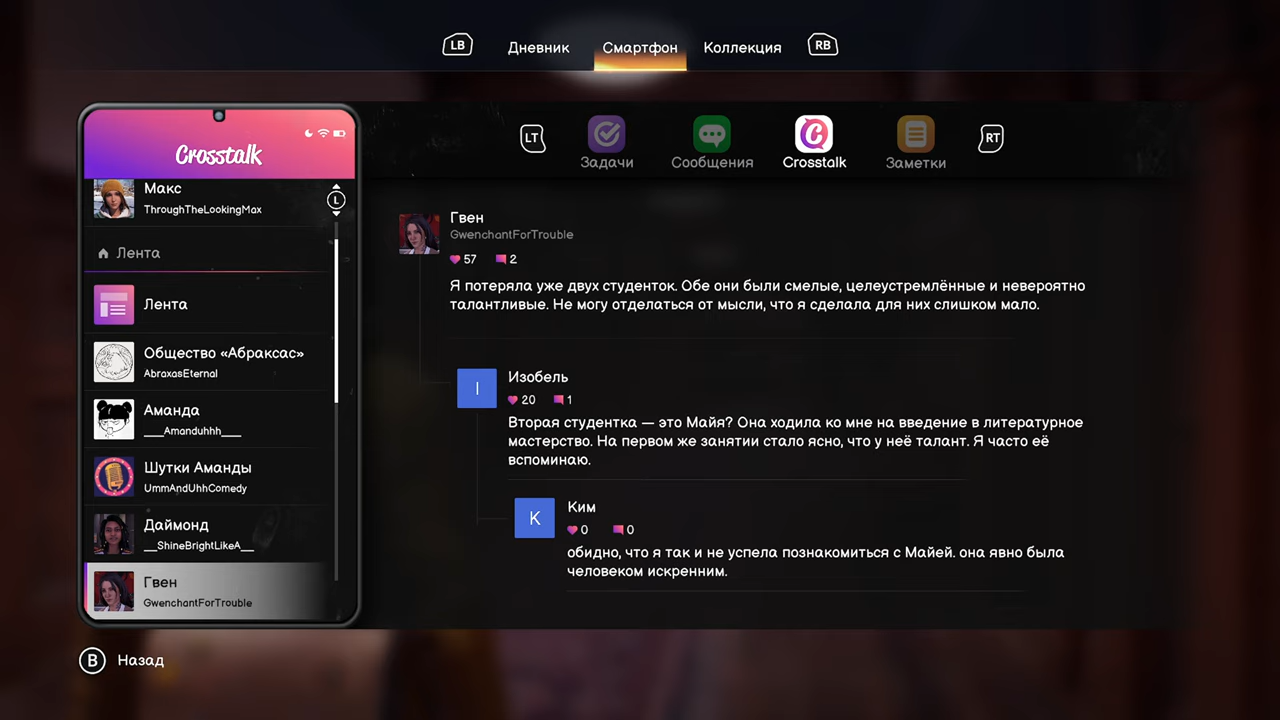 LB
Дневник
Смартфон
Коллекция
RB
Crosstalk
Макс
ThroughTheLookingMax
L
Лента
Лента
Общество «Абраксас»
AbraxasEternal
Аманда
___Amanduhhh___
Шутки Аманды
UmmAndUhhComedy
Даймонд
__ShineBrightLikeA__
Гвен
GwenchantForTrouble
LT
Задачи
Сообщения
Crosstalk
Заметки
RT
Гвен
GwenchantForTrouble
57 2
Я потеряла уже двух студенток. Обе они были смелые, целеустремлённые и невероятно
талантливые. Не могу отделаться от мысли, что я сделала для них слишком мало.
I
Изобель
20 1
Вторая студентка — это Майя? Она ходила ко мне на введение в литературное
мастерство. На первом же занятии стало ясно, что у неё талант. Я часто её
вспоминаю.
K
Ким
0 0
обидно, что я так и не успела познакомиться с Майей. она явно была
человеком искренним.
B Назад